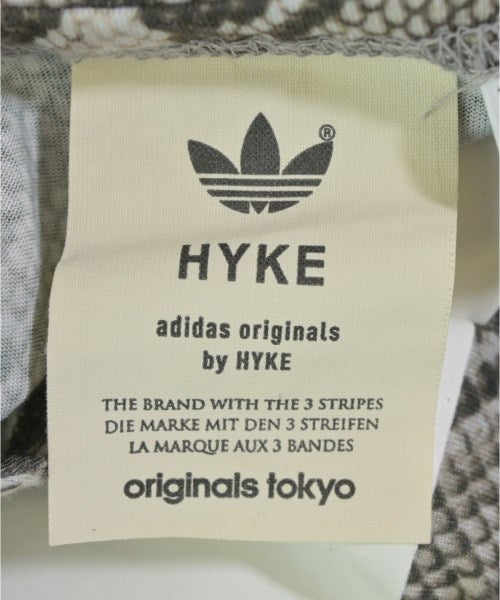 ®
HYKE
adidas originals
by HYKE
THE BRAND WITH THE 3 STRIPES
DIE MARKE MIT DEN 3 STREIFEN
LA MARQUE AUX 3 BANDES
originals tokyo